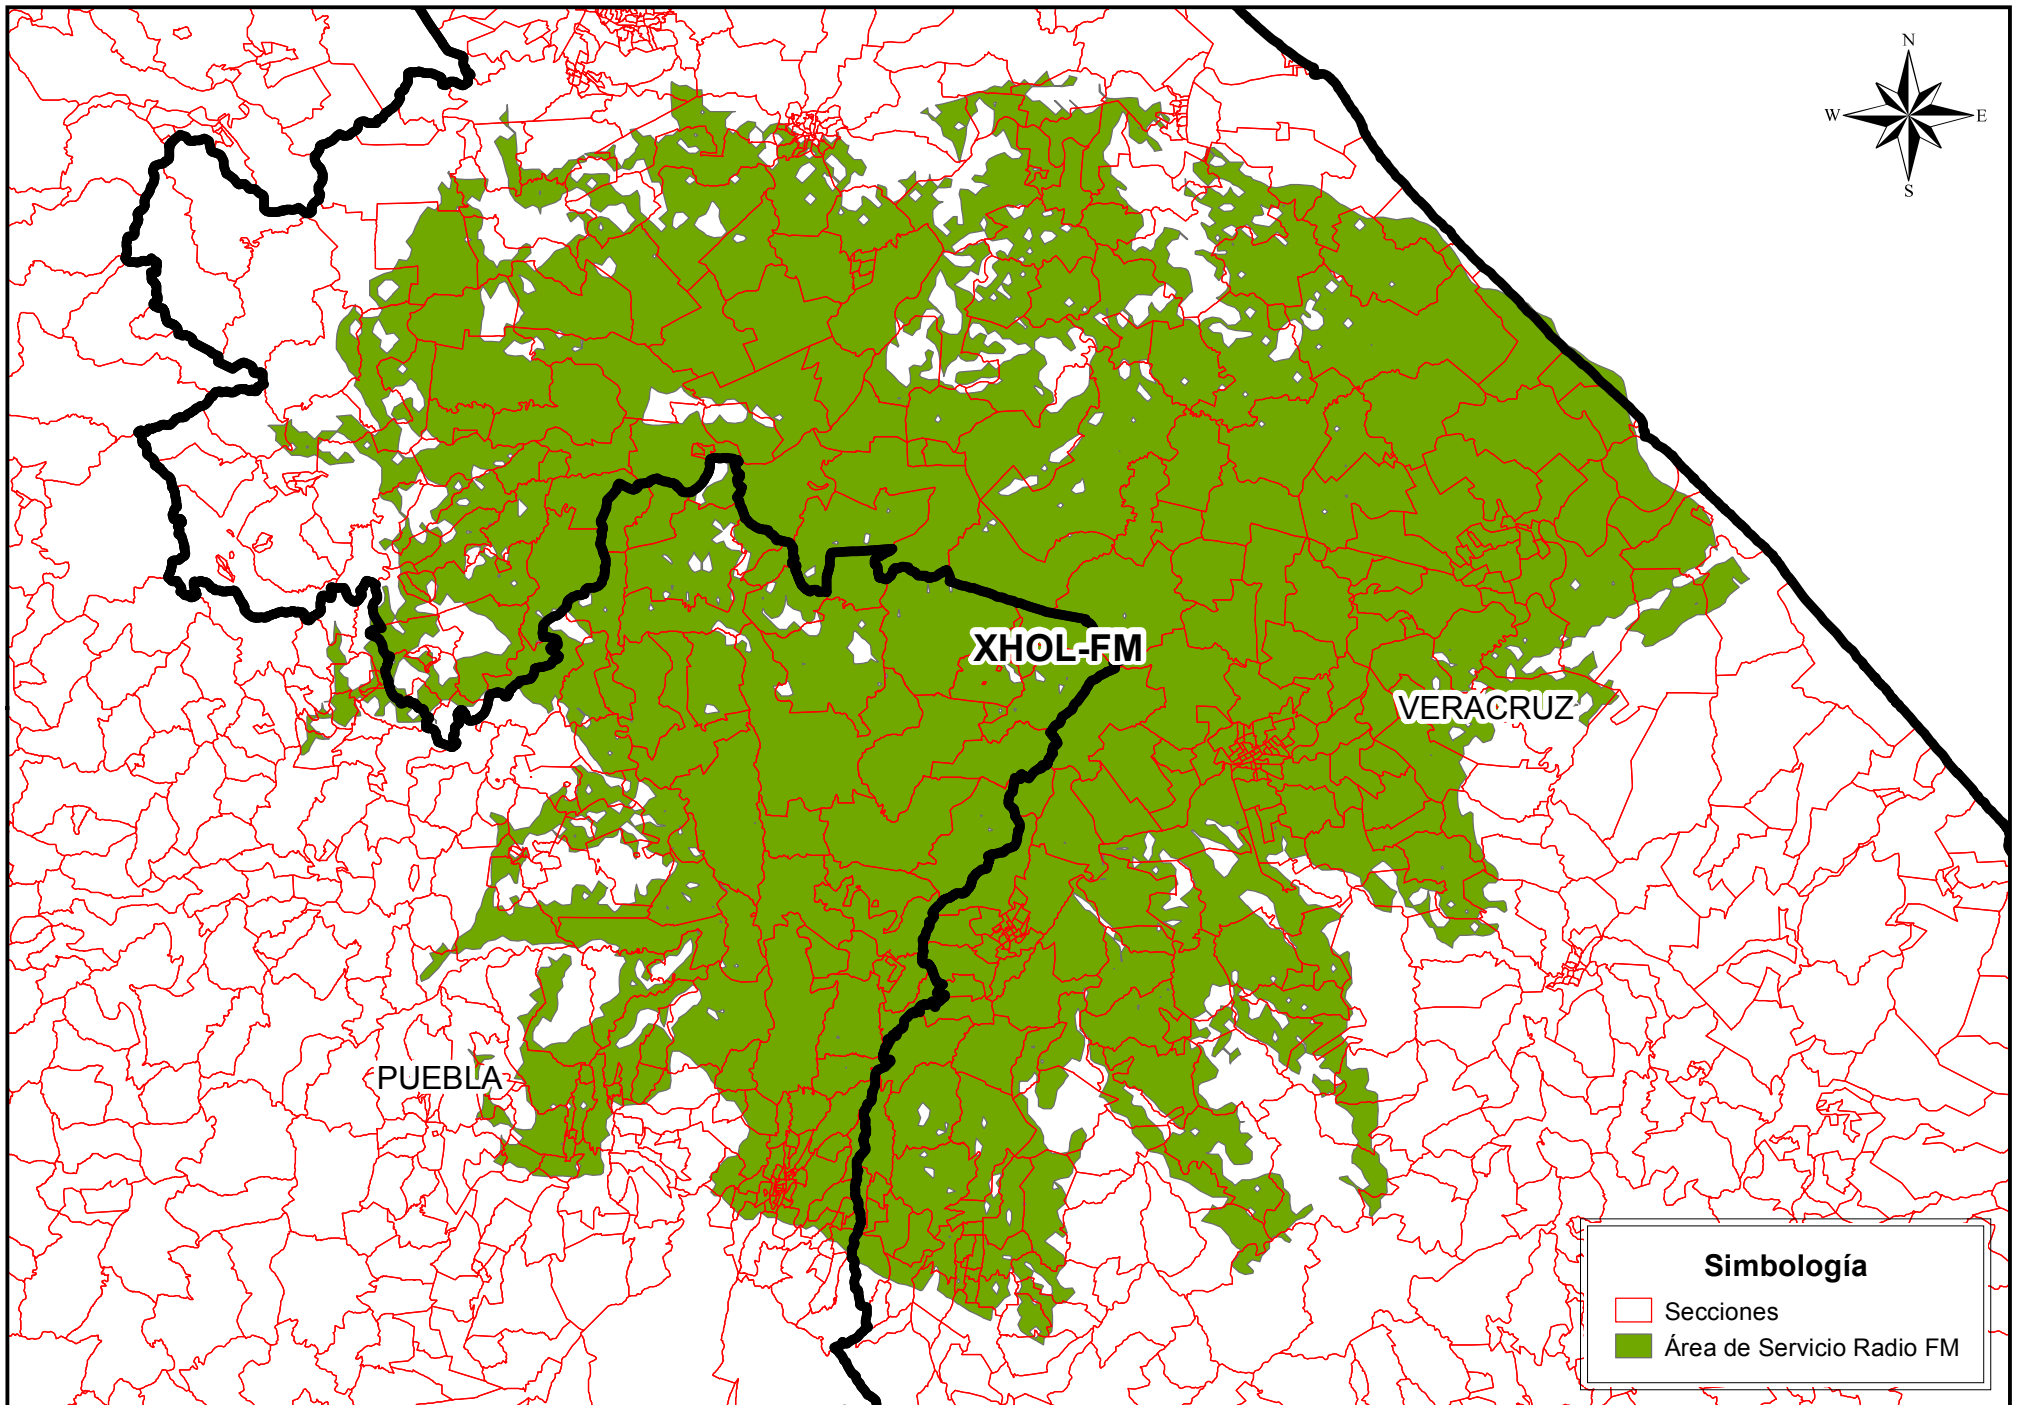 N
W E
S
XHOL-FM
VERACRUZ
PUEBLA
Simbología
Secciones
Área de Servicio Radio FM